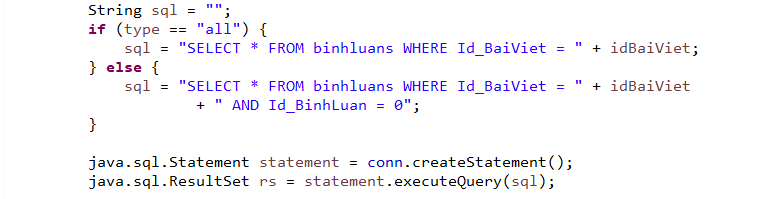 String sql = "";
if (type == "all") {
    sql = "SELECT * FROM binhluans WHERE Id_BaiViet = " + idBaiViet;
} else {
    sql = "SELECT * FROM binhluans WHERE Id_BaiViet = " + idBaiViet
            + " AND Id_BinhLuan = 0";
}
java.sql.Statement statement = conn.createStatement();
java.sql.ResultSet rs = statement.executeQuery(sql);